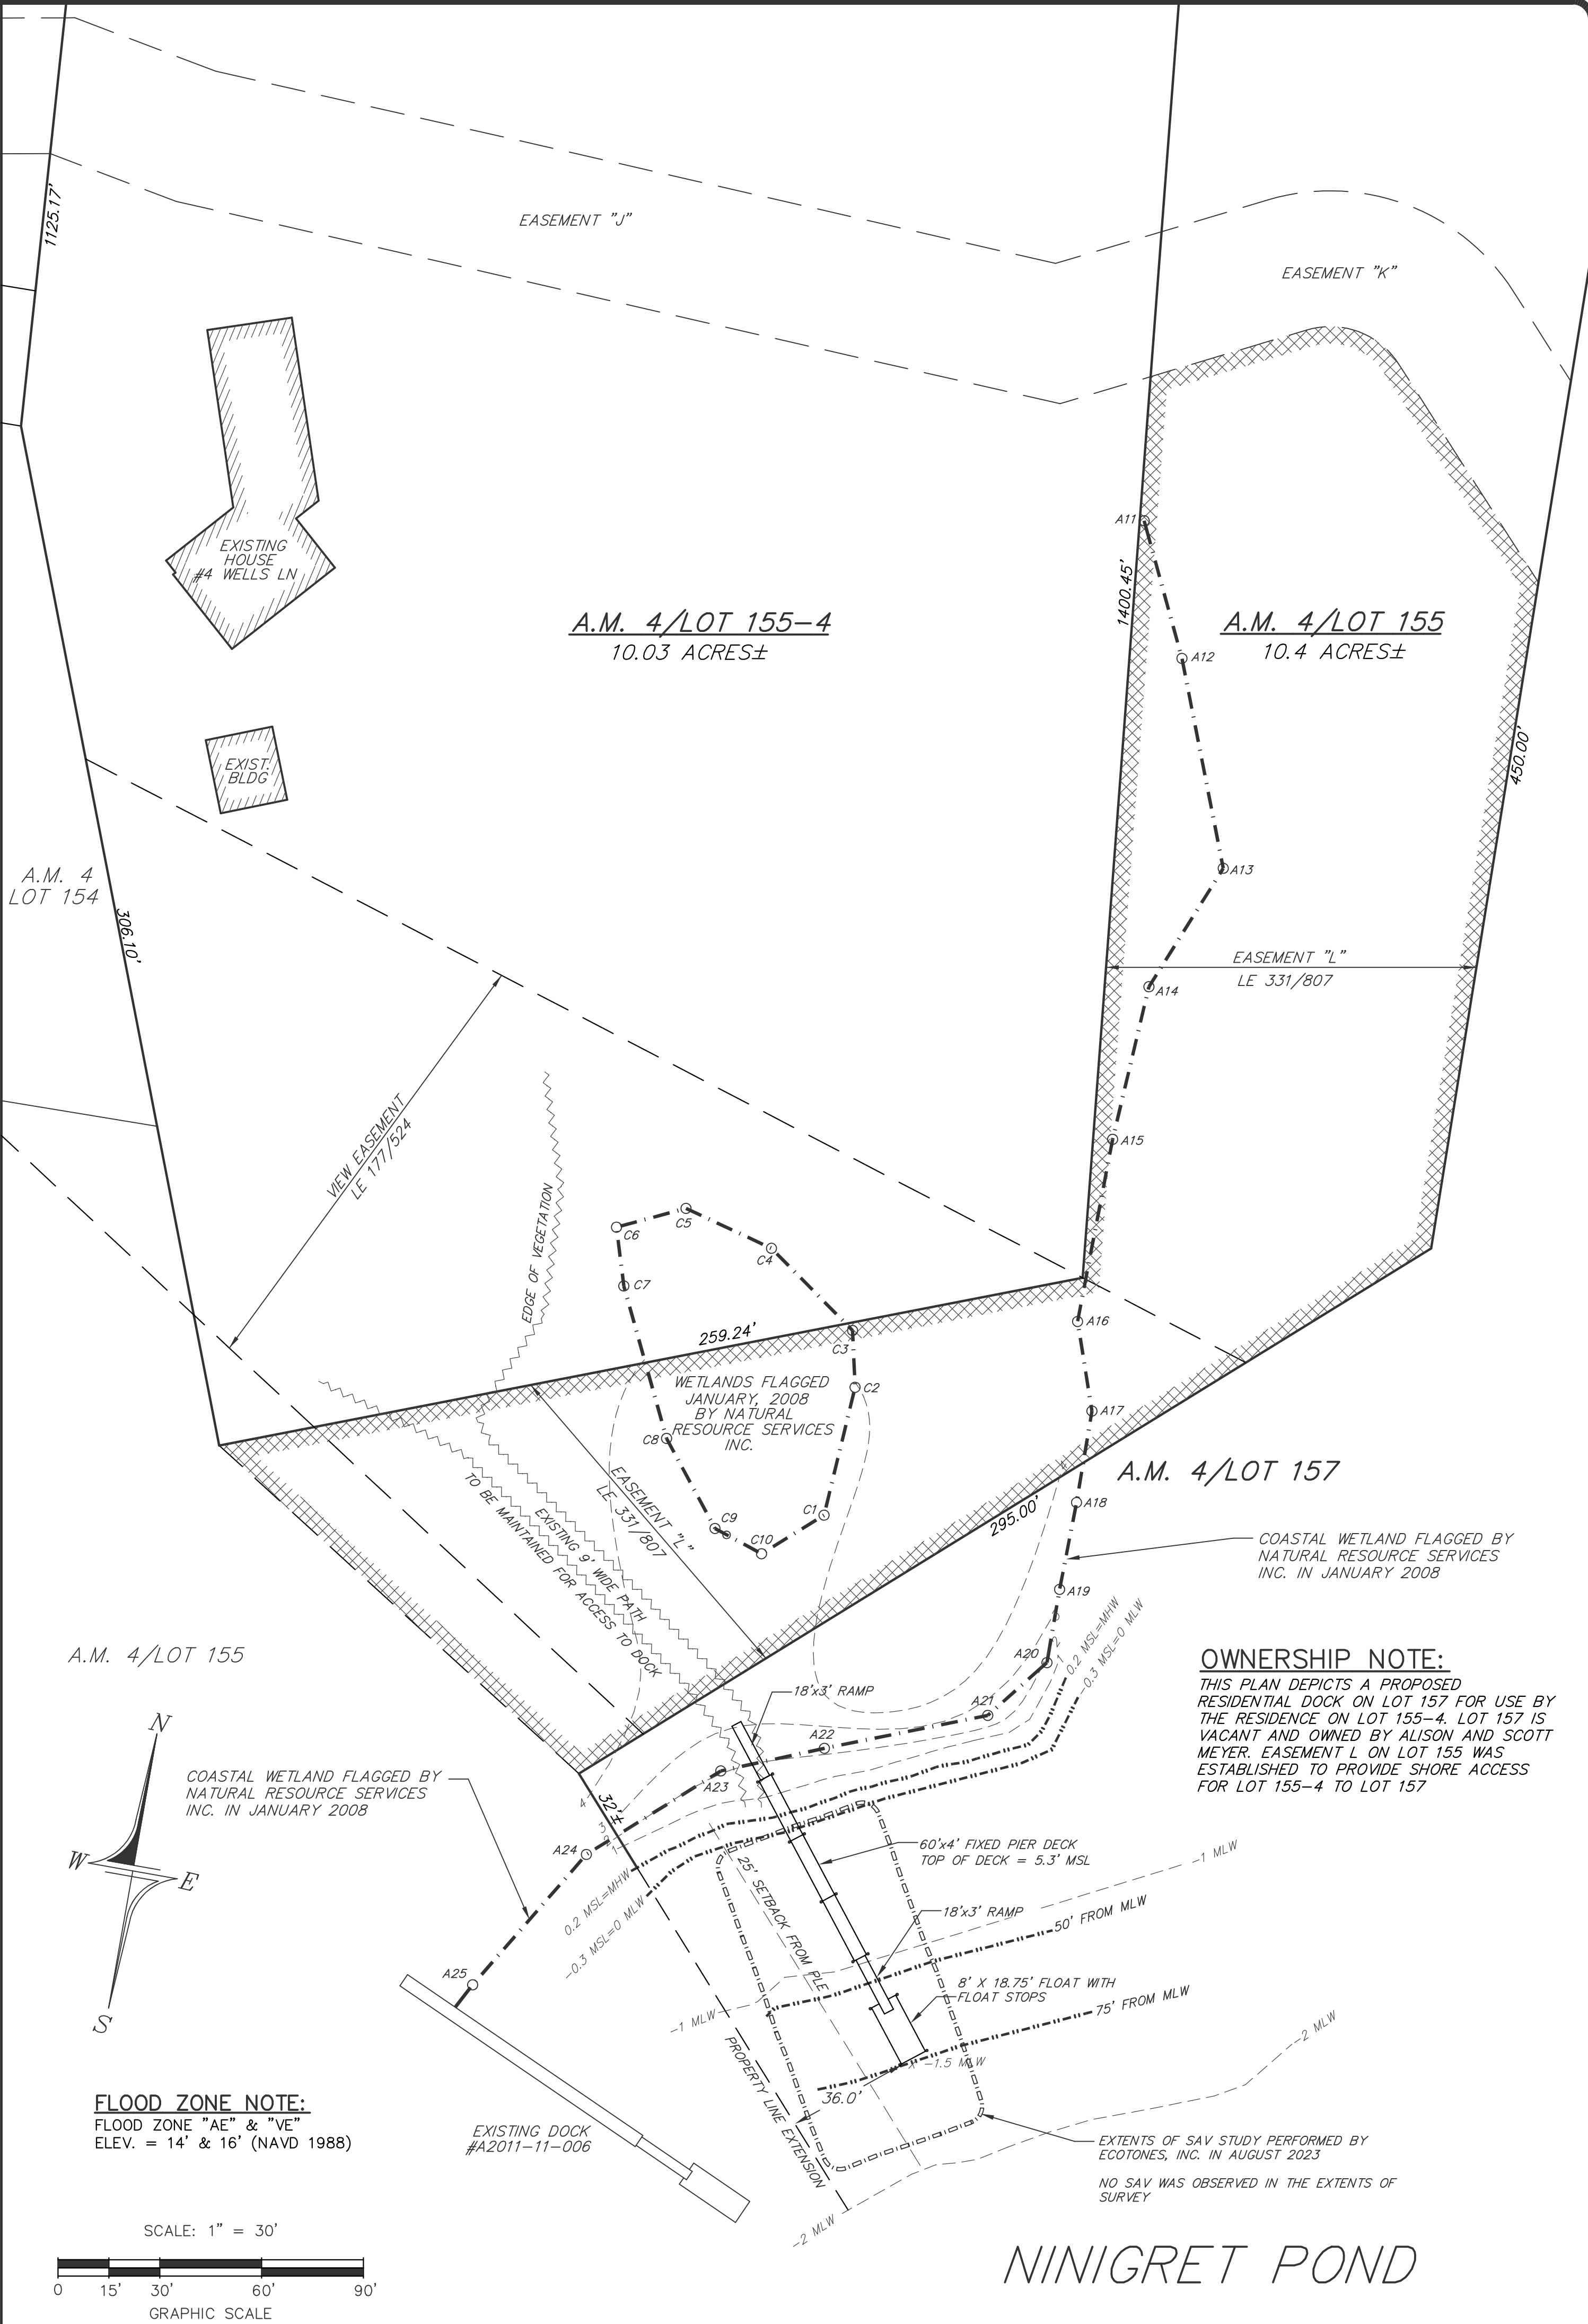 1125.17'
EASEMENT "J"
EASEMENT "K"
EXISTING
HOUSE
#4 WELLS LN
A11
1400.45'
A.M. 4/LOT 155-4
10.03 ACRES±
A.M. 4/LOT 155
10.4 ACRES±
A12
450.00'
EXIST.
BLDG
A13
A.M. 4
LOT 154
306.10'
EASEMENT "L"
LE 331/807
A14
VIEW EASEMENT
LE 177/524
A15
EDGE OF VEGETATION
C6
C5
C4
C7
259.24'
C3
A16
WETLANDS FLAGGED
JANUARY, 2008
BY NATURAL
RESOURCE SERVICES
INC.
C2
A17
C8
EASEMENT "L"
LE 331/807
A.M. 4/LOT 157
C9
C10
C1
295.00'
A18
EXISTING 9' WIDE PATH
TO BE MAINTAINED FOR ACCESS TO DOCK
COASTAL WETLAND FLAGGED BY
NATURAL RESOURCE SERVICES
INC. IN JANUARY 2008
A19
0.2 MSL=MHW
-0.3 MSL=0 MLW
A.M. 4/LOT 155
A20
2
1
OWNERSHIP NOTE:
THIS PLAN DEPICTS A PROPOSED
RESIDENTIAL DOCK ON LOT 157 FOR USE BY
THE RESIDENCE ON LOT 155-4. LOT 157 IS
VACANT AND OWNED BY ALISON AND SCOTT
MEYER. EASEMENT L ON LOT 155 WAS
ESTABLISHED TO PROVIDE SHORE ACCESS
FOR LOT 155-4 TO LOT 157
18'x3' RAMP
A21
A22
A23
N
W
E
S
COASTAL WETLAND FLAGGED BY
NATURAL RESOURCE SERVICES
INC. IN JANUARY 2008
4
32'±
3
2
1
A24
60'x4' FIXED PIER DECK
TOP OF DECK = 5.3' MSL
0.2 MSL=MHW
-0.3 MSL=0 MLW
25' SETBACK FROM PLE
-1 MLW
18'x3' RAMP
50' FROM MLW
A25
8' X 18.75' FLOAT WITH
FLOAT STOPS
75' FROM MLW
-1 MLW
-2 MLW
X -1.5 MLW
PROPERTY LINE EXTENSION
36.0'
FLOOD ZONE NOTE:
FLOOD ZONE "AE" & "VE"
ELEV. = 14' & 16' (NAVD 1988)
EXISTING DOCK
#A2011-11-006
EXTENTS OF SAV STUDY PERFORMED BY
ECOTONES, INC. IN AUGUST 2023
NO SAV WAS OBSERVED IN THE EXTENTS OF
SURVEY
-2 MLW
SCALE: 1" = 30'
0 15' 30' 60' 90'
GRAPHIC SCALE
NINIGRET POND